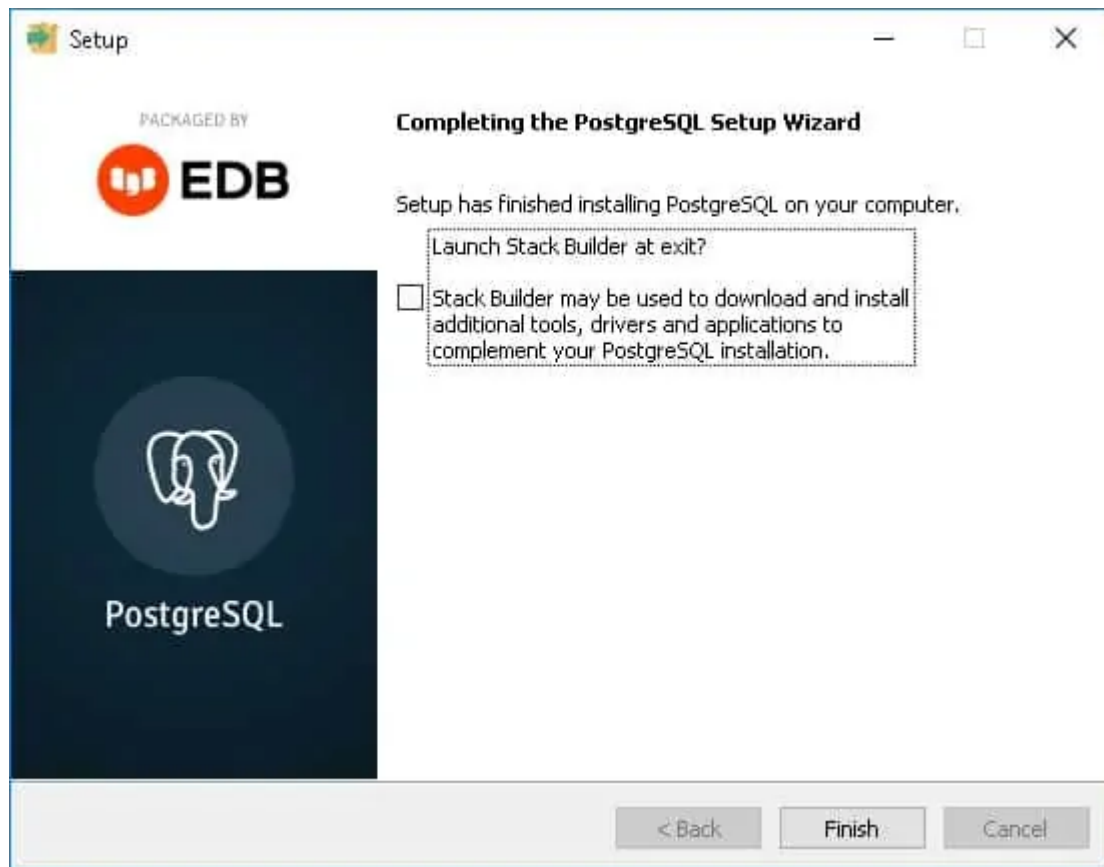 Setup
PACKAGED BY
EDB
PostgreSQL
Completing the PostgreSQL Setup Wizard
Setup has finished installing PostgreSQL on your computer.
Launch Stack Builder at exit?
Stack Builder may be used to download and install
additional tools, drivers and applications to
complement your PostgreSQL installation.
< Back
Finish
Cancel